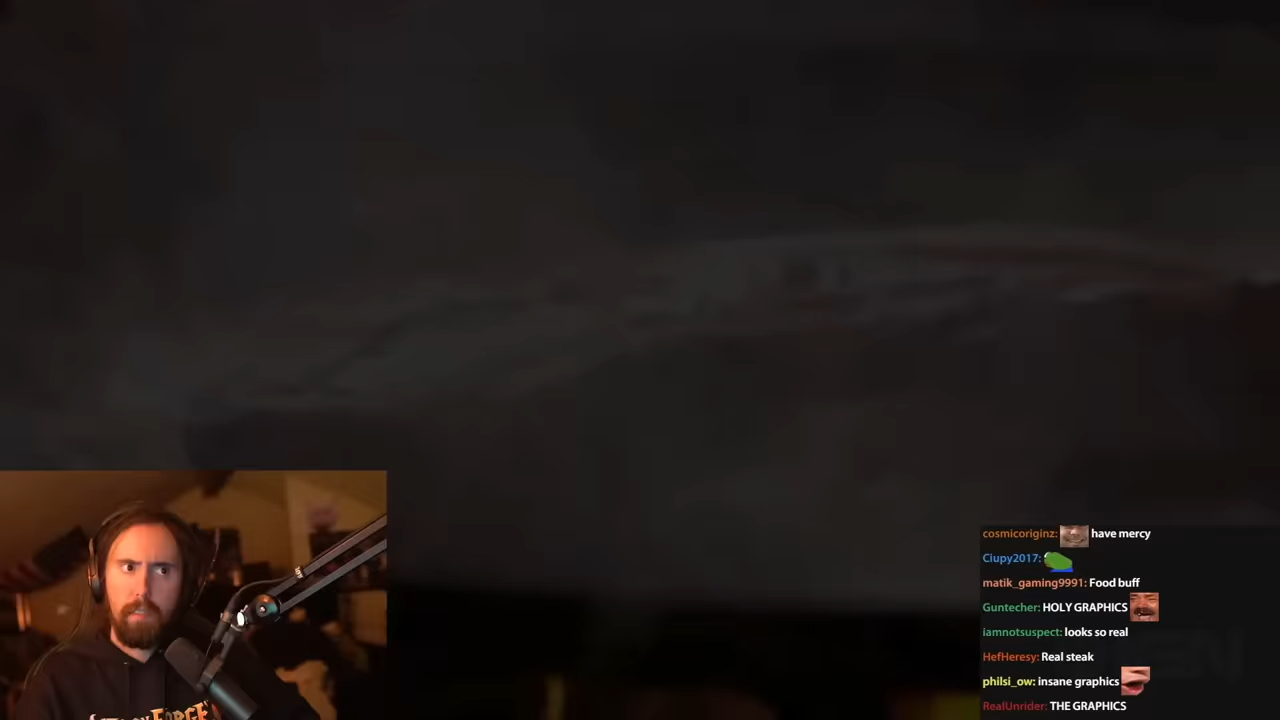 cosmicoriginz: have mercy
Ciupy2017:
matik_gaming9991: Food buff
Guntecher: HOLY GRAPHICS
iamnotsuspect: looks so real
HefHeresy: Real steak
philsi_ow: insane graphics
RealUnrider: THE GRAPHICS